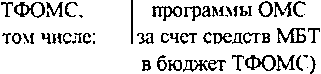 ТФОМС, программы ОМС
том числе: за счет средств МБТ
в бюджет ТФОМС)